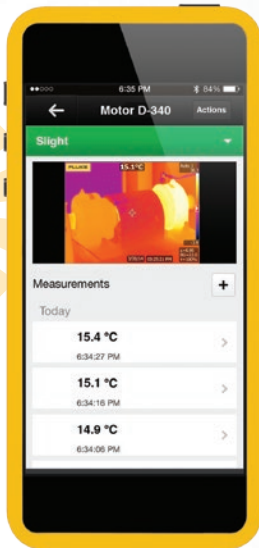 6:35 PM 84%
Motor D-340 Actions
Slight
FLUKE 15.1°C
Measurements +
Today
15.4 °C
6:34:27 PM
15.1 °C
6:34:16 PM
14.9 °C
6:34:06 PM